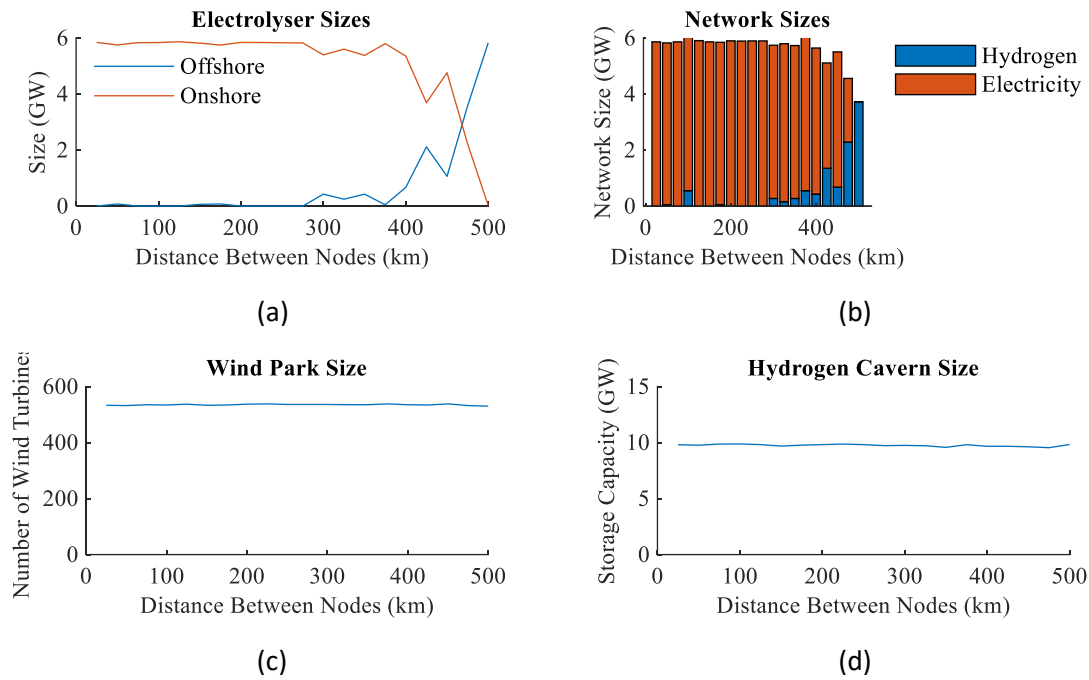 Electrolyser Sizes
6
4
2
0
Size (GW)
Offshore
Onshore
0 100 200 300 400 500
Distance Between Nodes (km)
(a)
Network Sizes
6
4
2
0
Network Size (GW)
Hydrogen
Electricity
0 200 400
Distance Between Nodes (km)
(b)
Wind Park Size
600
400
200
0
Number of Wind Turbines
0 100 200 300 400 500
Distance Between Nodes (km)
(c)
Hydrogen Cavern Size
15
10
5
0
Storage Capacity (GW)
0 100 200 300 400 500
Distance Between Nodes (km)
(d)